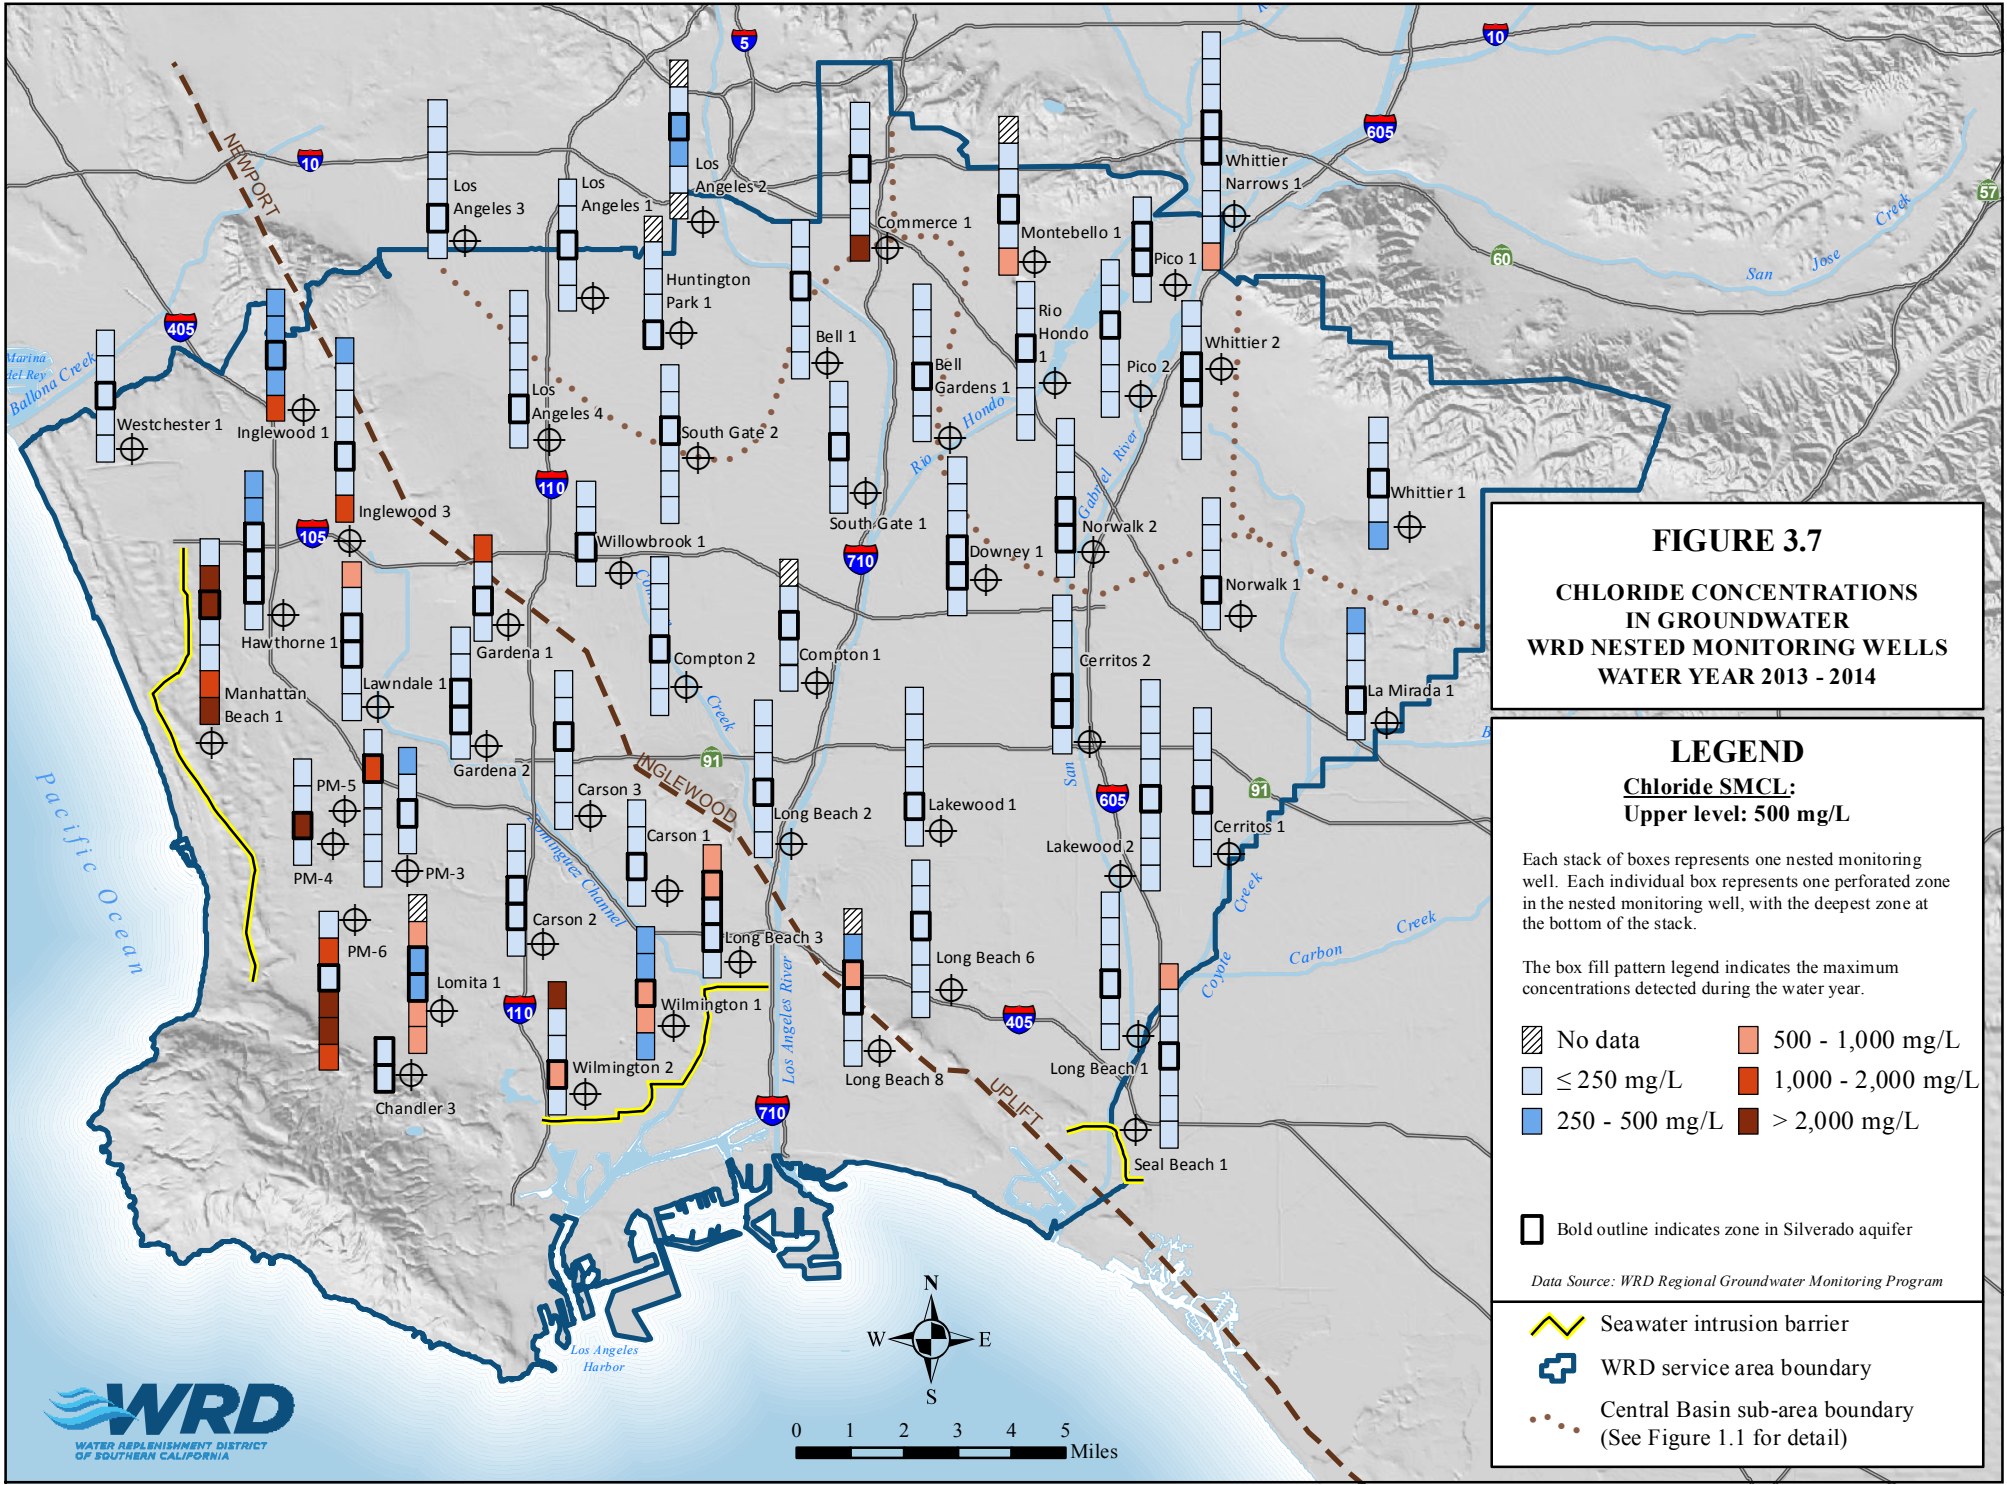 5
10
605
57
10
60
405
105
110
710
91
91
605
110
405
710
NEWPORT
INGLEWOOD
UPLIFT
Los
Angeles 3
Los
Angeles 1
Los
Angeles 2
Huntington
Park 1
Commerce 1
Montebello 1
Whittier
Narrows 1
Pico 1
Bell 1
Rio
Hondo
1
Pico 2
Whittier 2
Bell
Gardens 1
Westchester 1
Inglewood 1
Los
Angeles 4
South Gate 2
South Gate 1
Inglewood 3
Willowbrook 1
Downey 1
Norwalk 2
Whittier 1
Norwalk 1
Hawthorne 1
Gardena 1
Compton 2
Compton 1
Cerritos 2
La Mirada 1
Manhattan
Beach 1
Lawndale 1
Gardena 2
PM-5
PM-4
PM-3
Carson 3
Carson 1
Long Beach 2
Lakewood 1
Lakewood 2
Cerritos 1
PM-6
Lomita 1
Carson 2
Long Beach 3
Wilmington 1
Long Beach 6
Wilmington 2
Chandler 3
Long Beach 8
Long Beach 1
Seal Beach 1
Marina
del Rey
Ballona Creek
Rio Hondo
San Gabriel River
San Jose Creek
Creek
Dominguez Channel
Los Angeles River
Coyote Creek
Carbon Creek
Pacific Ocean
Los Angeles
Harbor
FIGURE 3.7
CHLORIDE CONCENTRATIONS
IN GROUNDWATER
WRD NESTED MONITORING WELLS
WATER YEAR 2013 - 2014
LEGEND
Chloride SMCL:
Upper level: 500 mg/L
Each stack of boxes represents one nested monitoring
well. Each individual box represents one perforated zone
in the nested monitoring well, with the deepest zone at
the bottom of the stack.
The box fill pattern legend indicates the maximum
concentrations detected during the water year.
No data
≤ 250 mg/L
250 - 500 mg/L
500 - 1,000 mg/L
1,000 - 2,000 mg/L
> 2,000 mg/L
Bold outline indicates zone in Silverado aquifer
Data Source: WRD Regional Groundwater Monitoring Program
Seawater intrusion barrier
WRD service area boundary
Central Basin sub-area boundary
(See Figure 1.1 for detail)
N
W E
S
0 1 2 3 4 5
Miles
WRD
WATER REPLENISHMENT DISTRICT
OF SOUTHERN CALIFORNIA